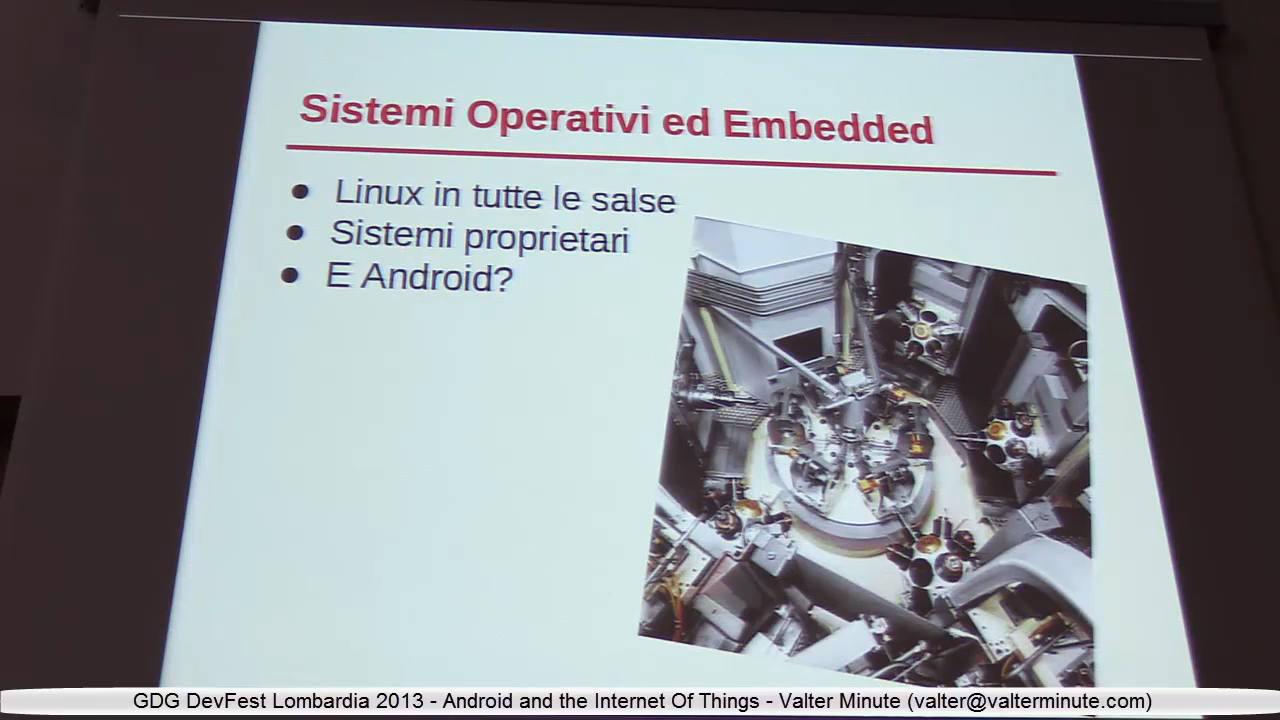 Sistemi Operativi ed Embedded
● Linux in tutte le salse
● Sistemi proprietari
● E Android?
GDG DevFest Lombardia 2013 - Android and the Internet Of Things - Valter Minute (valter@valterminute.com)